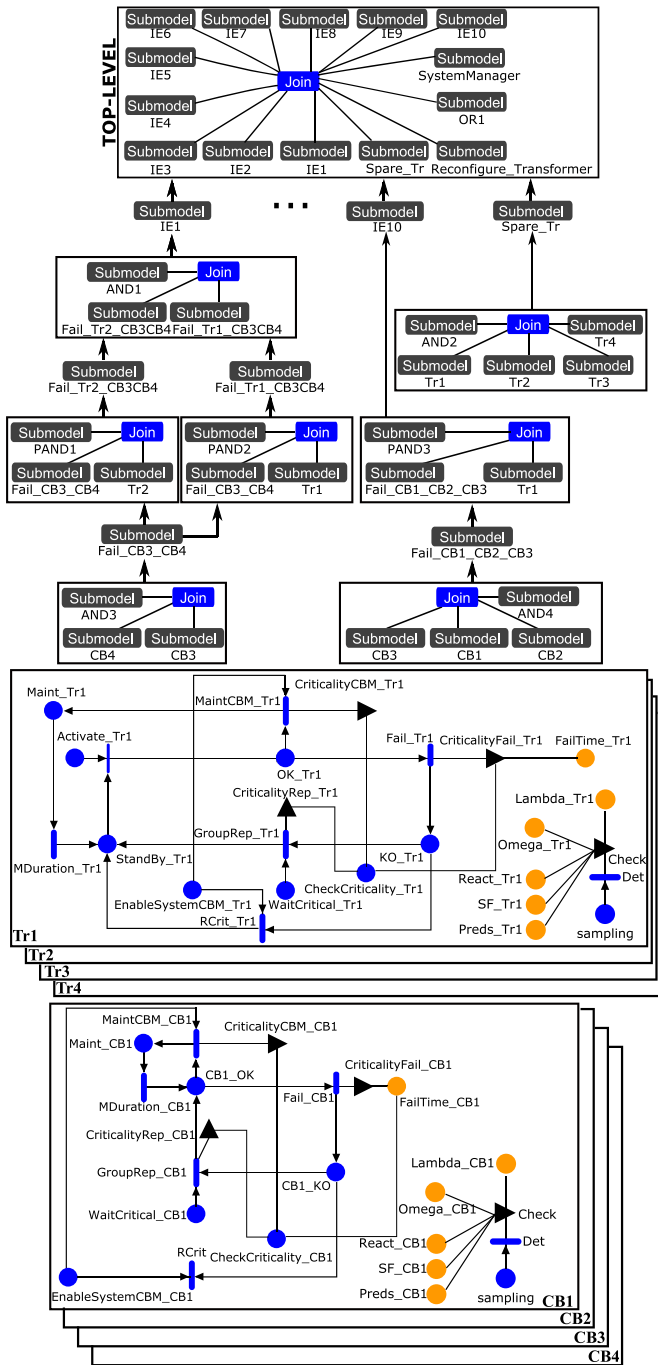 TOP-LEVEL
Submodel Submodel Submodel Submodel Submodel
IE6 IE7 IE8 IE9 IE10
Submodel Submodel
IE5 SystemManager
Join
Submodel Submodel
IE4 OR1
Submodel Submodel Submodel Submodel Submodel
IE3 IE2 IE1 Spare_Tr Reconfigure_Transformer
Submodel ... Submodel Submodel
IE1 IE10 Spare_Tr
Submodel Join
AND1
Submodel Submodel
Fail_Tr2_CB3CB4 Fail_Tr1_CB3CB4
Submodel Join Submodel
AND2 Tr4
Submodel Submodel Submodel
Tr1 Tr2 Tr3
Submodel Submodel
Fail_Tr2_CB3CB4 Fail_Tr1_CB3CB4
Submodel Join Submodel Join Submodel Join
PAND1 PAND2 PAND3
Submodel Submodel Submodel Submodel Submodel Submodel
Fail_CB3_CB4 Tr2 Fail_CB3_CB4 Tr1 Fail_CB1_CB2_CB3 Tr1
Submodel Submodel
Fail_CB3_CB4 Fail_CB1_CB2_CB3
Submodel Join Join Submodel
AND3 AND4
Submodel Submodel Submodel Submodel Submodel
CB4 CB3 CB3 CB1 CB2
CriticalityCBM_Tr1
Maint_Tr1
MaintCBM_Tr1
Activate_Tr1
Fail_Tr1
CriticalityFail_Tr1
FailTime_Tr1
OK_Tr1
CriticalityRep_Tr1
Lambda_Tr1
GroupRep_Tr1
Omega_Tr1
MDuration_Tr1
StandBy_Tr1
KO_Tr1
Check
React_Tr1
Det
CheckCriticality_Tr1
EnableSystemCBM_Tr1
WaitCritical_Tr1
SF_Tr1
RCrit_Tr1
Preds_Tr1
sampling
Tr1
Tr2
Tr3
Tr4
MaintCBM_CB1
CriticalityCBM_CB1
Maint_CB1
CB1_OK
CriticalityFail_CB1
MDuration_CB1
Fail_CB1
FailTime_CB1
CriticalityRep_CB1
Lambda_CB1
GroupRep_CB1
CB1_KO
Omega_CB1
WaitCritical_CB1
Check
React_CB1
Det
RCrit
CheckCriticality_CB1
SF_CB1
EnableSystemCBM_CB1
Preds_CB1
sampling
CB1
CB2
CB3
CB4